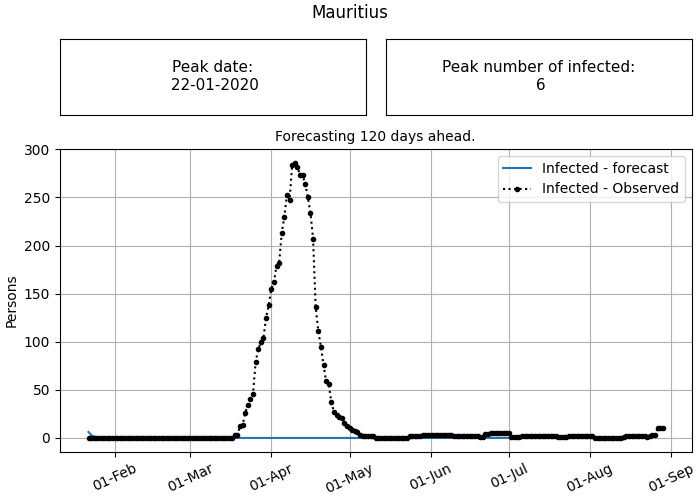 Mauritius
Peak date:
22-01-2020
Peak number of infected:
6
Forecasting 120 days ahead.
Infected - forecast
Infected - Observed
Persons
300
250
200
150
100
50
0
01-Feb
01-Mar
01-Apr
01-May
01-Jun
01-Jul
01-Aug
01-Sep